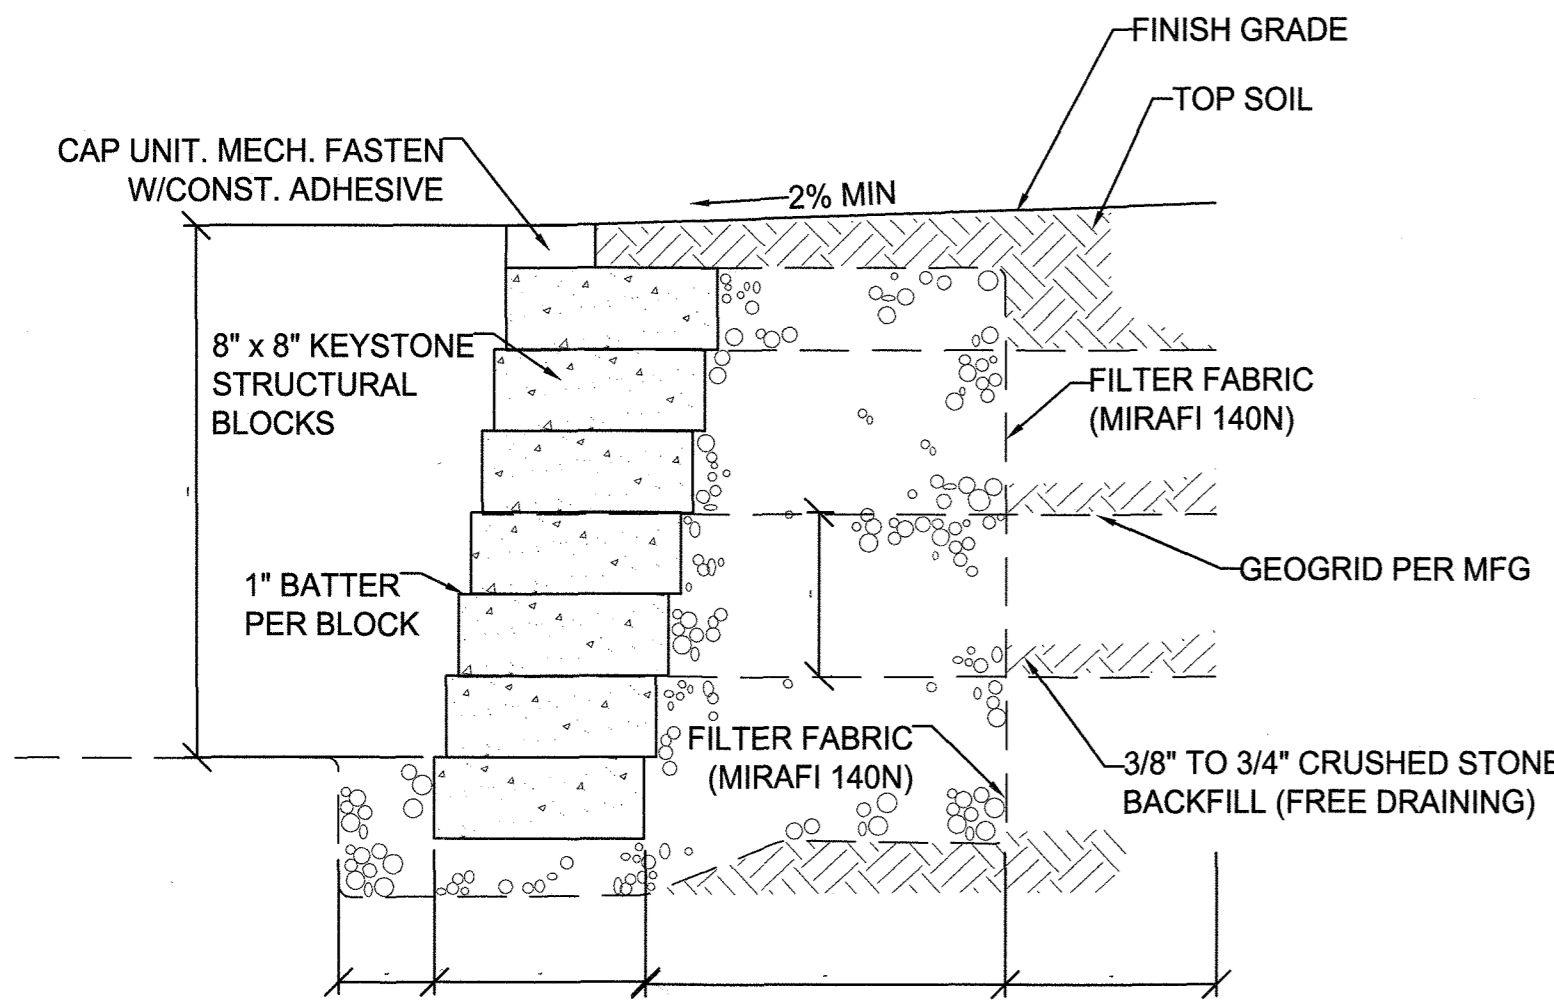 FINISH GRADE
TOP SOIL
CAP UNIT. MECH. FASTEN
W/CONST. ADHESIVE
2% MIN
8" x 8" KEYSTONE
STRUCTURAL
BLOCKS
FILTER FABRIC
(MIRAFI 140N)
GEOGRID PER MFG
1" BATTER
PER BLOCK
FILTER FABRIC
(MIRAFI 140N)
3/8" TO 3/4" CRUSHED STONE
BACKFILL (FREE DRAINING)